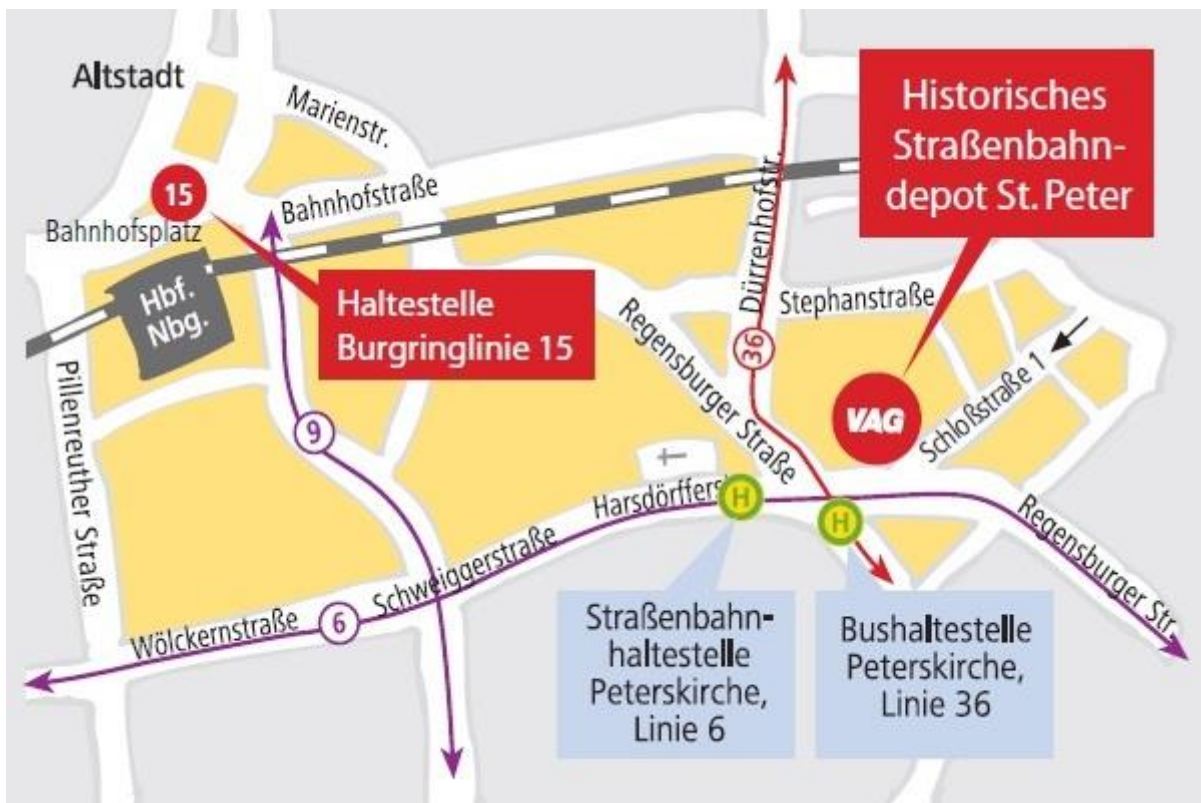 Altstadt
Marienstr.
15
Bahnhofstraße
Bahnhofsplatz
Hbf.
Nbg.
Haltestelle
Burgringlinie 15
Historisches
Straßenbahn-
depot St. Peter
Dürrenhofstr.
36
Stephanstraße
Regensburger Straße
VAG
Schloßstraße 1
Pillenreuther Straße
9
Harsdörfferst
H
H
Regensburger Str.
Schweiggerstraße
6
Wölckernstraße
Straßenbahn-
haltestelle
Peterskirche,
Linie 6
Bushaltestelle
Peterskirche,
Linie 36